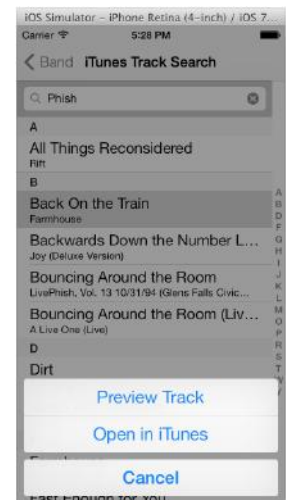 iOS Simulator – iPhone Retina (4-inch) / iOS 7...
Carrier 5:28 PM
Band iTunes Track Search
Phish
A
All Things Reconsidered
Rift
B
Back On the Train
Farmhouse
Backwards Down the Number L...
Joy (Deluxe Version)
Bouncing Around the Room
LivePhish, Vol. 13 10/31/94 (Glens Falls Civic...
Bouncing Around the Room (Liv...
A Live One (Live)
D
Dirt
Preview Track
Open in iTunes
Farmhouse
Cancel
Fast Enough for You
A
B
D
F
G
H
I
J
K
L
M
O
P
R
S
T
W
Y